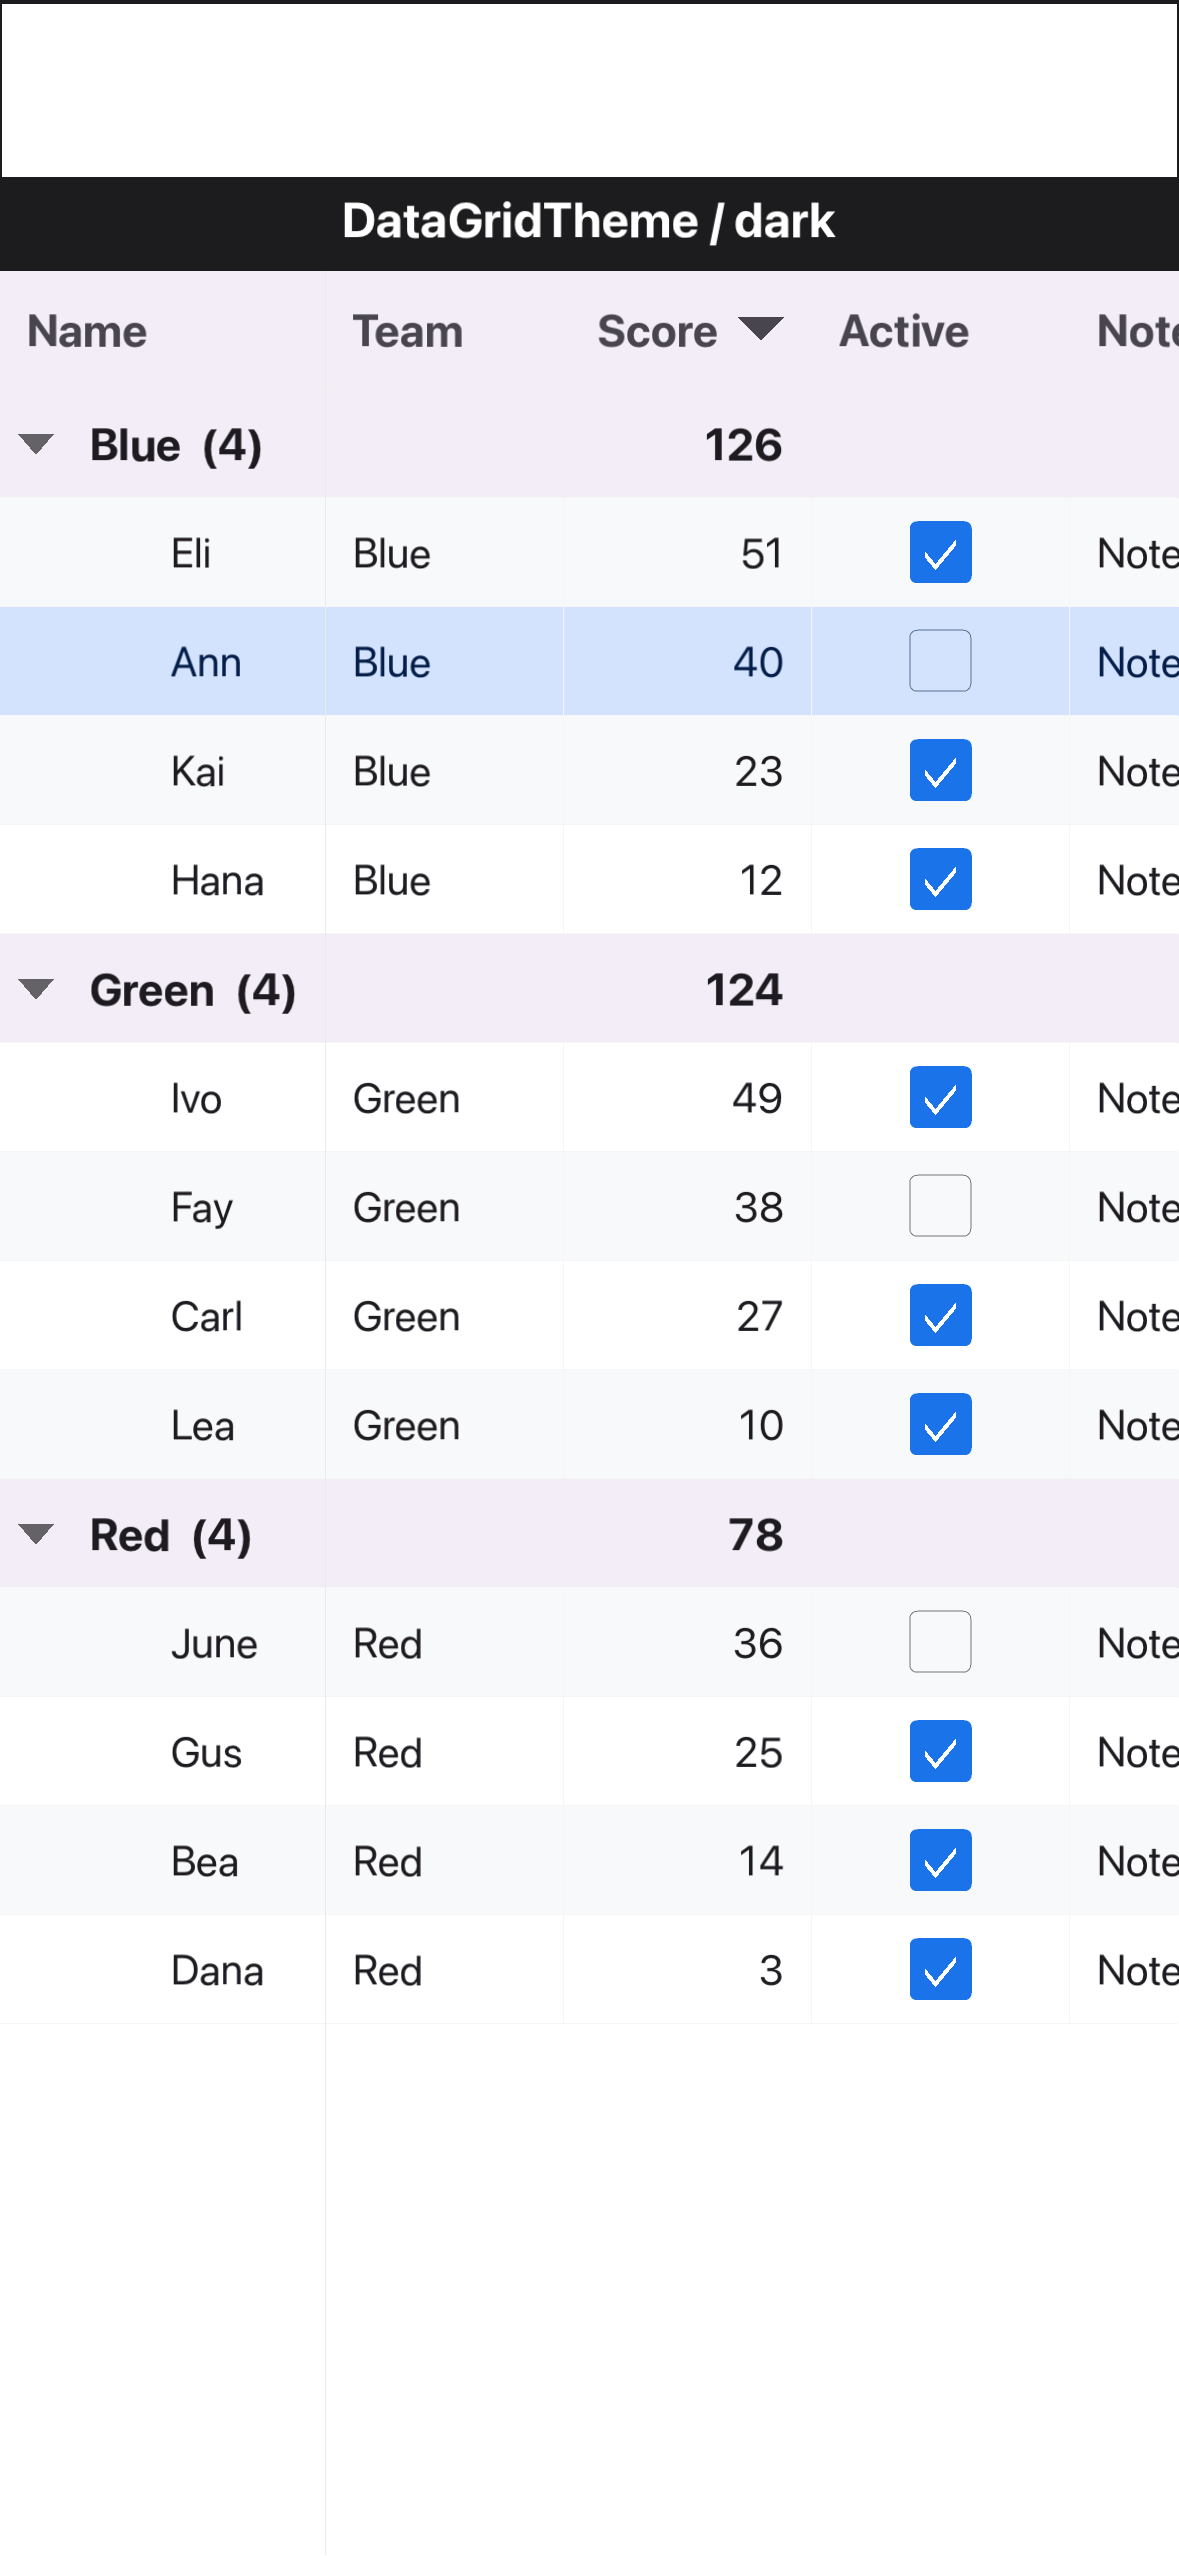 DataGridTheme / dark
Name Team Score Active
Blue (4) 126
Eli Blue 51 Note
Ann Blue 40 Note
Kai Blue 23 Note
Hana Blue 12 Note
Green (4) 124
Ivo Green 49 Note
Fay Green 38 Note
Carl Green 27 Note
Lea Green 10 Note
Red (4) 78
June Red 36 Note
Gus Red 25 Note
Bea Red 14 Note
Dana Red 3 Note